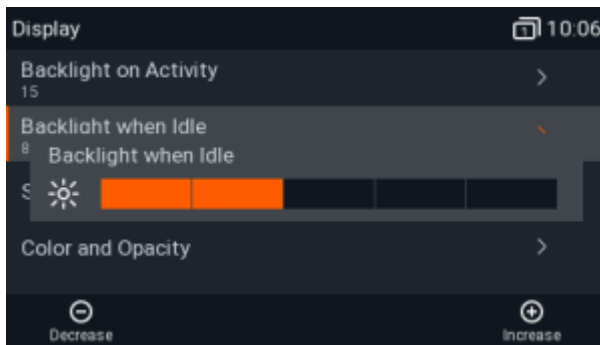 Display
1 10:06
Backlight on Activity
15
Backlight when Idle
8
Backlight when Idle
S
Color and Opacity
Decrease
Increase